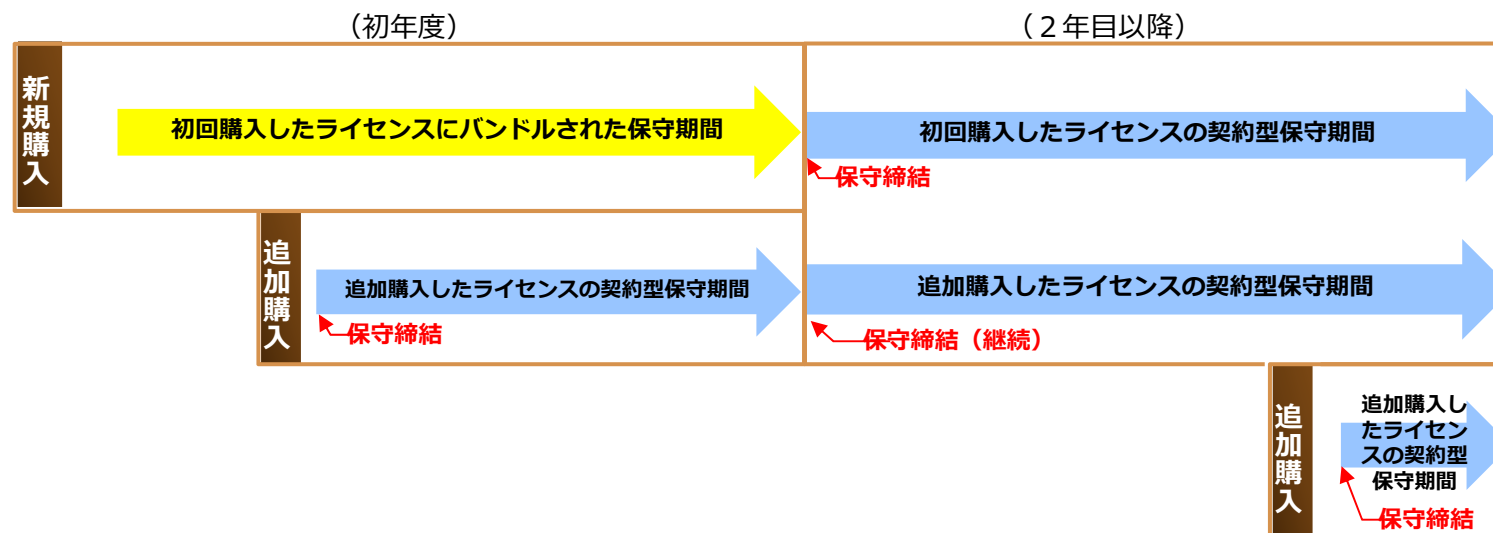 （初年度）
（２年目以降）
新規購入
初回購入したライセンスにバンドルされた保守期間
初回購入したライセンスの契約型保守期間
保守締結
追加購入
追加購入したライセンスの契約型保守期間
追加購入したライセンスの契約型保守期間
保守締結
保守締結（継続）
追加購入
追加購入し
たライセン
スの契約型
保守期間
保守締結